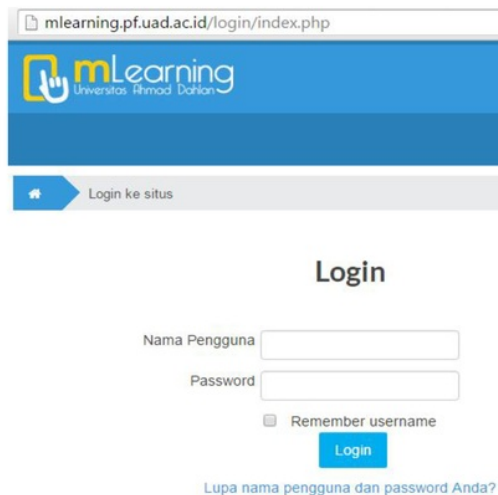 mlearning.pf.uad.ac.id/login/index.php
mLearning
Universitas Ahmad Dahlan
Login ke situs
Login
Nama Pengguna
Password
Remember username
Login
Lupa nama pengguna dan password Anda?